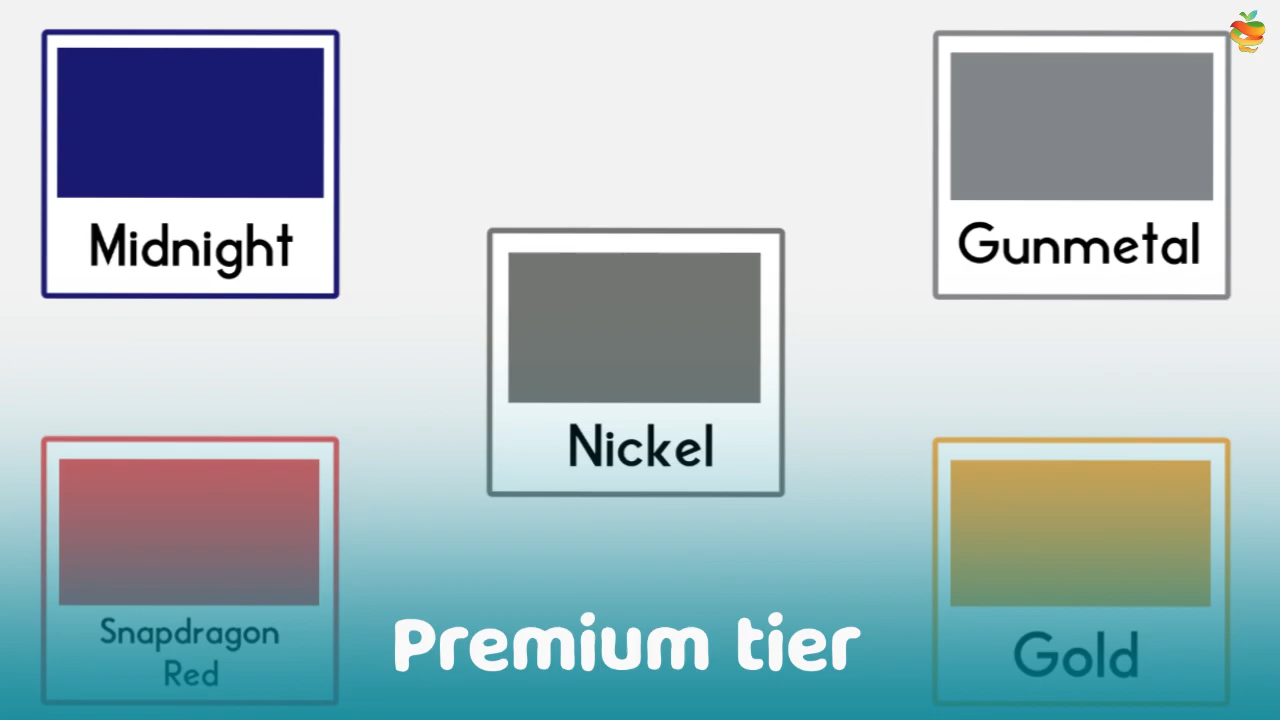 Midnight
Gunmetal
Nickel
Snapdragon
Red
Premium tier
Gold